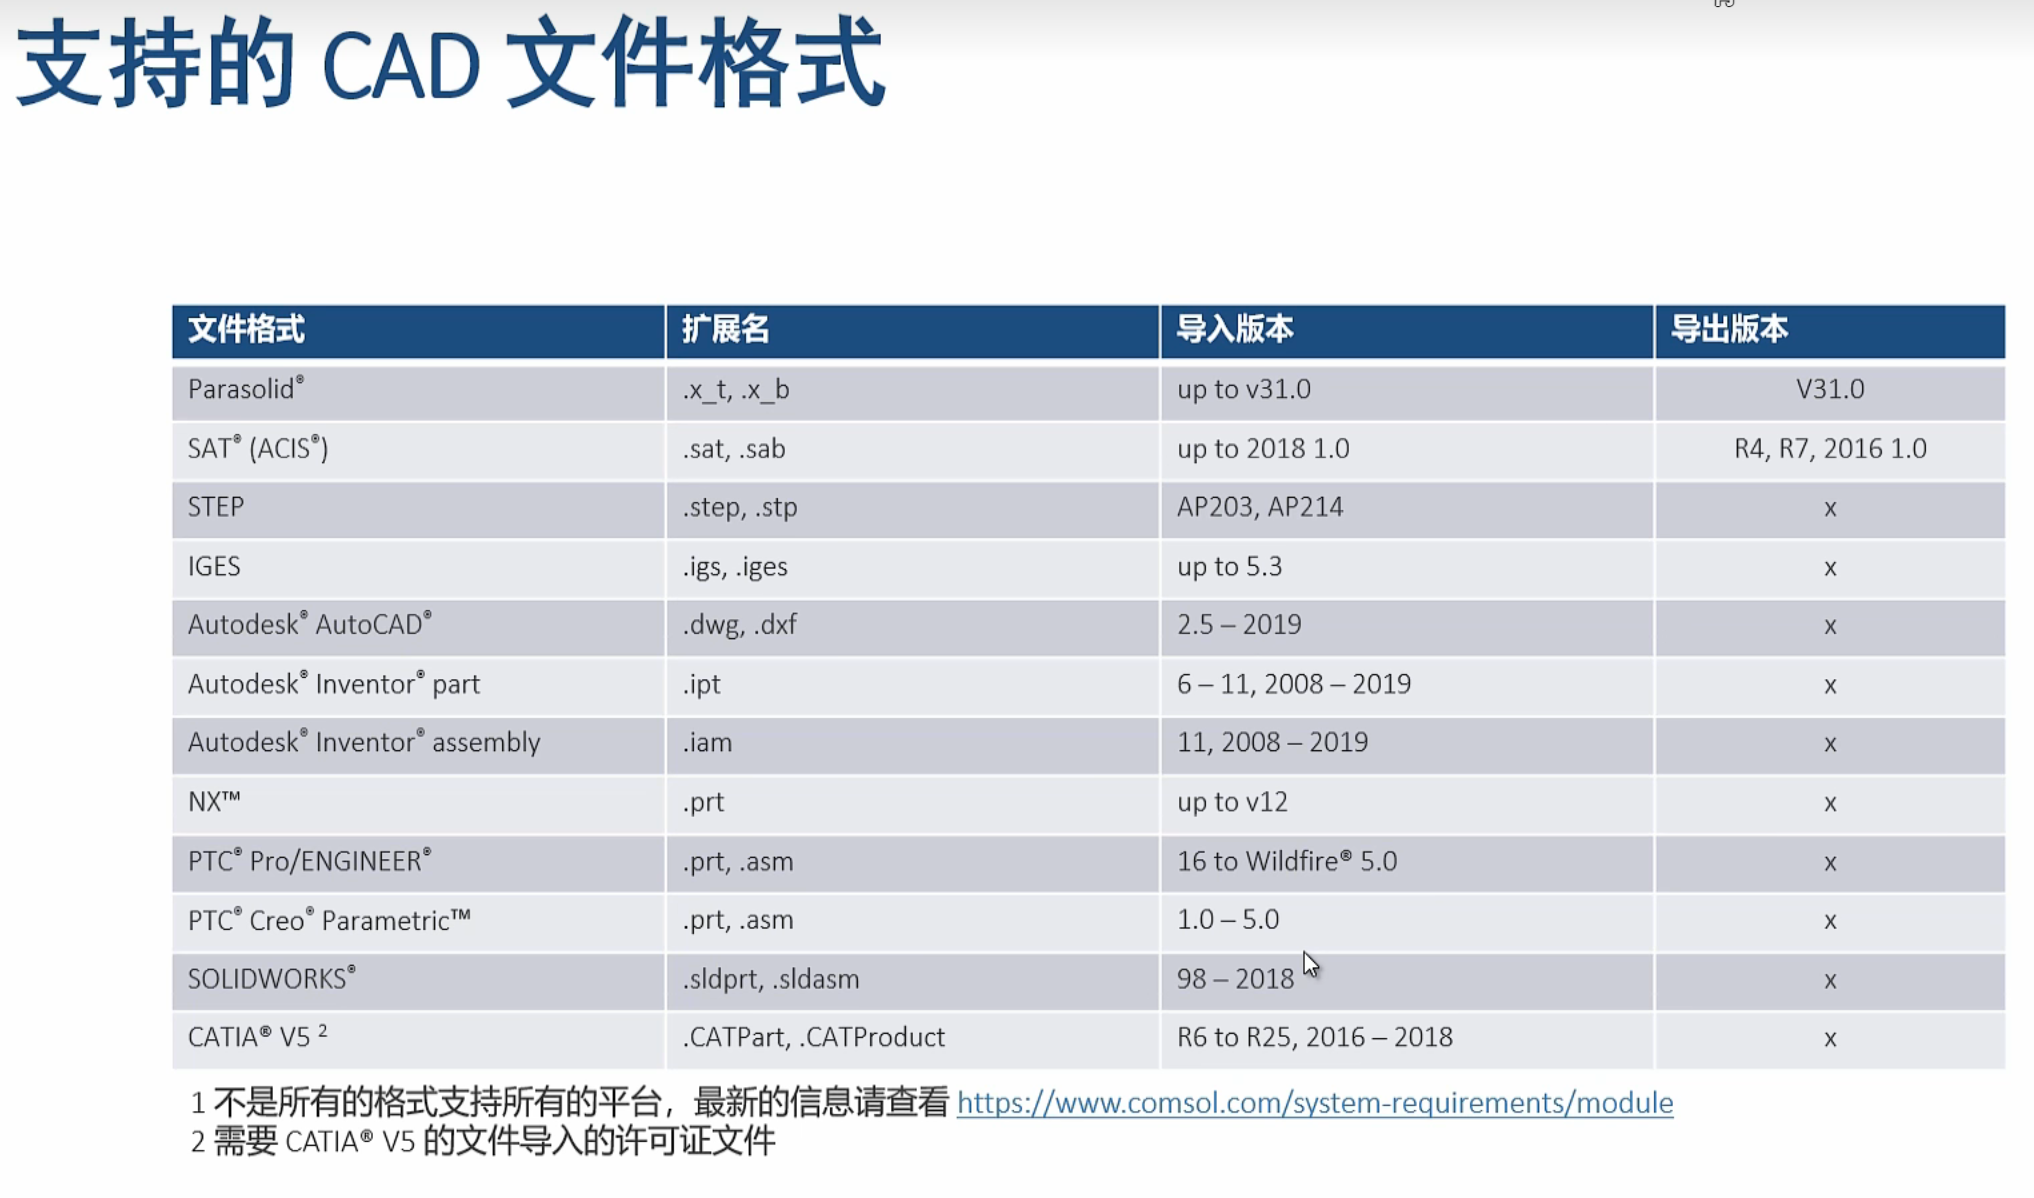 支持的 CAD 文件格式
文件格式 扩展名 导入版本 导出版本
Parasolid® .x_t, .x_b up to v31.0 V31.0
SAT® (ACIS®) .sat, .sab up to 2018 1.0 R4, R7, 2016 1.0
STEP .step, .stp AP203, AP214 x
IGES .igs, .iges up to 5.3 x
Autodesk® AutoCAD® .dwg, .dxf 2.5 – 2019 x
Autodesk® Inventor® part .ipt 6 – 11, 2008 – 2019 x
Autodesk® Inventor® assembly .iam 11, 2008 – 2019 x
NX™ .prt up to v12 x
PTC® Pro/ENGINEER® .prt, .asm 16 to Wildfire® 5.0 x
PTC® Creo® Parametric™ .prt, .asm 1.0 – 5.0 x
SOLIDWORKS® .sldprt, .sldasm 98 – 2018 x
CATIA® V5 ² .CATPart, .CATProduct R6 to R25, 2016 – 2018 x
1 不是所有的格式支持所有的平台，最新的信息请查看 https://www.comsol.com/system-requirements/module
2 需要 CATIA® V5 的文件导入的许可证文件